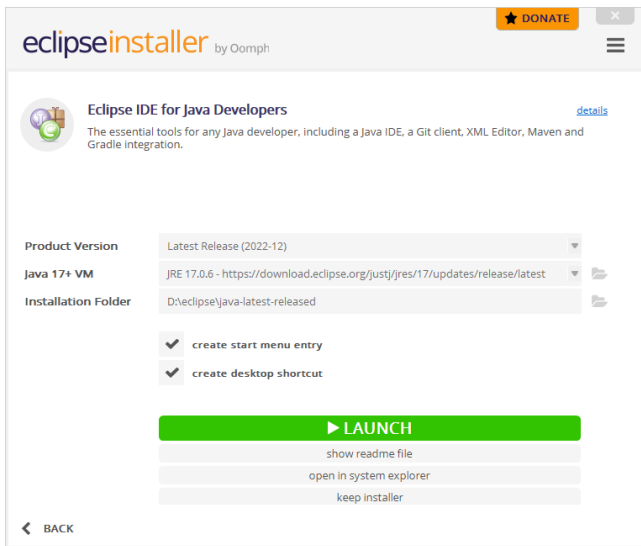 ★ DONATE
eclipseinstaller by Oomph
Eclipse IDE for Java Developers
details
The essential tools for any Java developer, including a Java IDE, a Git client, XML Editor, Maven and
Gradle integration.
Product Version
Latest Release (2022-12)
Java 17+ VM
JRE 17.0.6 - https://download.eclipse.org/justj/jres/17/updates/release/latest
Installation Folder
D:\eclipse\java-latest-released
create start menu entry
create desktop shortcut
LAUNCH
show readme file
open in system explorer
keep installer
BACK